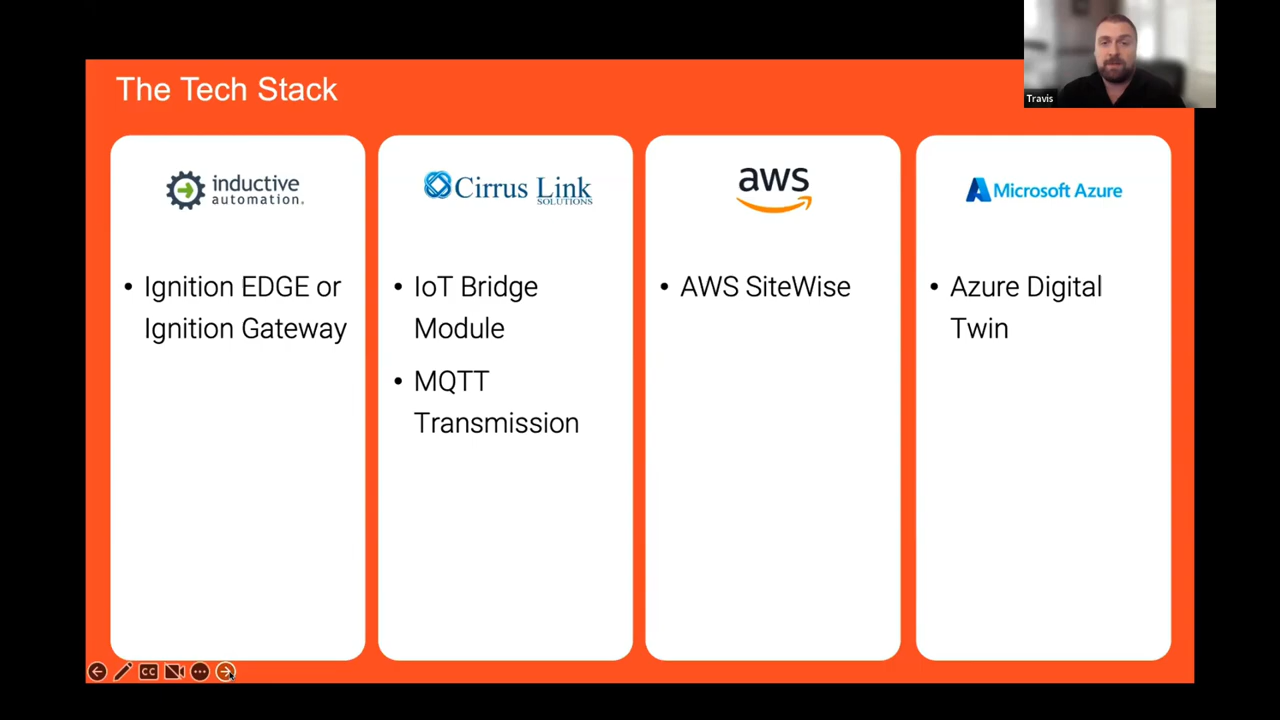 The Tech Stack
Travis
inductive
automation.
• Ignition EDGE or
Ignition Gateway
Cirrus Link
SOLUTIONS
• IoT Bridge
Module
• MQTT
Transmission
aws
• AWS SiteWise
Microsoft Azure
• Azure Digital
Twin
CC